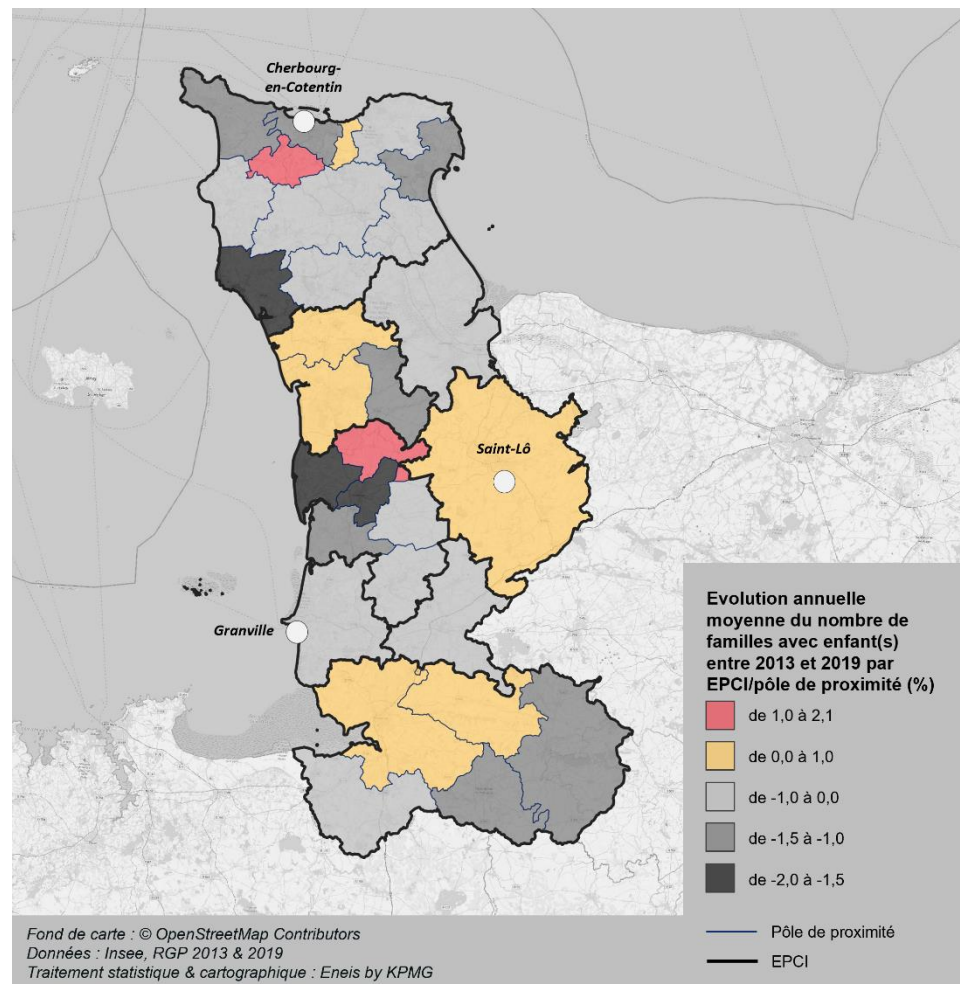 Cherbourg-
en-Cotentin
Saint-Lô
Granville
Evolution annuelle
moyenne du nombre de
familles avec enfant(s)
entre 2013 et 2019 par
EPCI/pôle de proximité (%)
de 1,0 à 2,1
de 0,0 à 1,0
de -1,0 à 0,0
de -1,5 à -1,0
de -2,0 à -1,5
Pôle de proximité
EPCI
Fond de carte : © OpenStreetMap Contributors
Données : Insee, RGP 2013 & 2019
Traitement statistique & cartographique : Eneis by KPMG